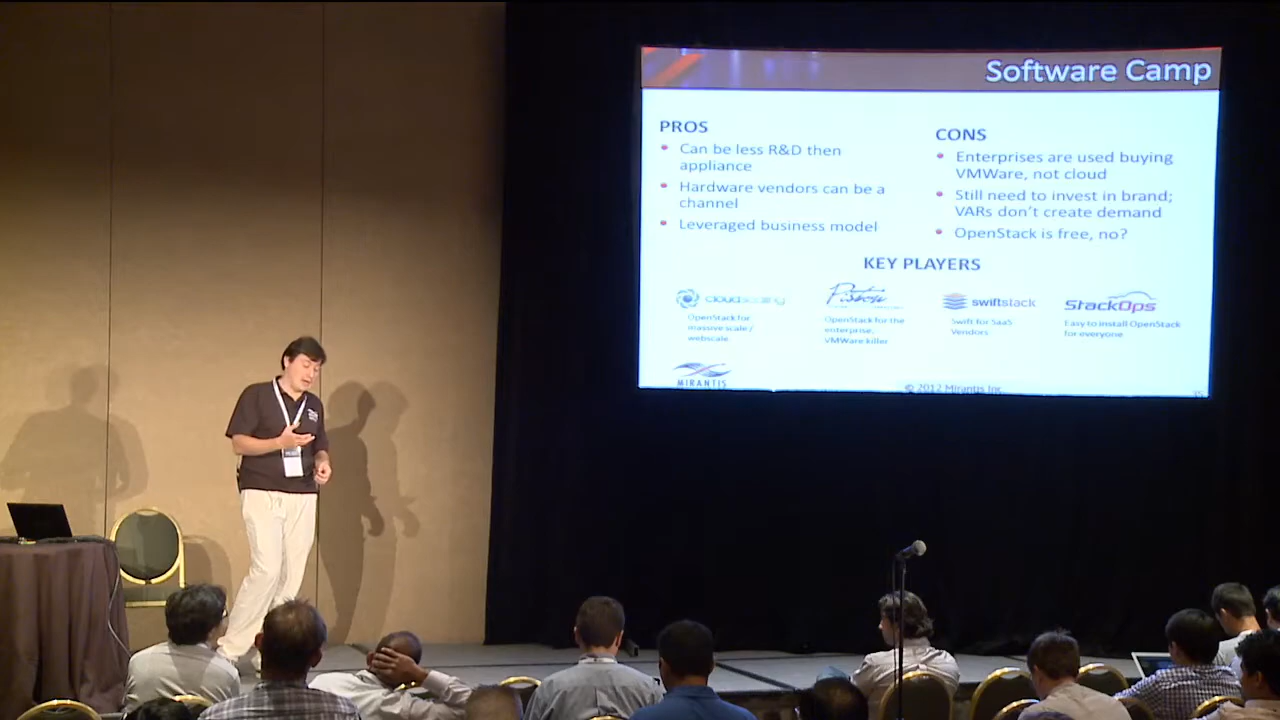 Software Camp
PROS
Can be less R&D then
appliance
Hardware vendors can be a
channel
Leveraged business model
CONS
Enterprises are used buying
VMWare, not cloud
Still need to invest in brand;
VARs don't create demand
OpenStack is free, no?
KEY PLAYERS
cloudscaling
OpenStack for
massive scale /
webscale
Piston
OpenStack for the
enterprise,
VMWare killer
swiftstack
Swift for SaaS
Vendors
StackOps
Easy to install OpenStack
for everyone
MIRANTIS
© 2012 Mirantis Inc.